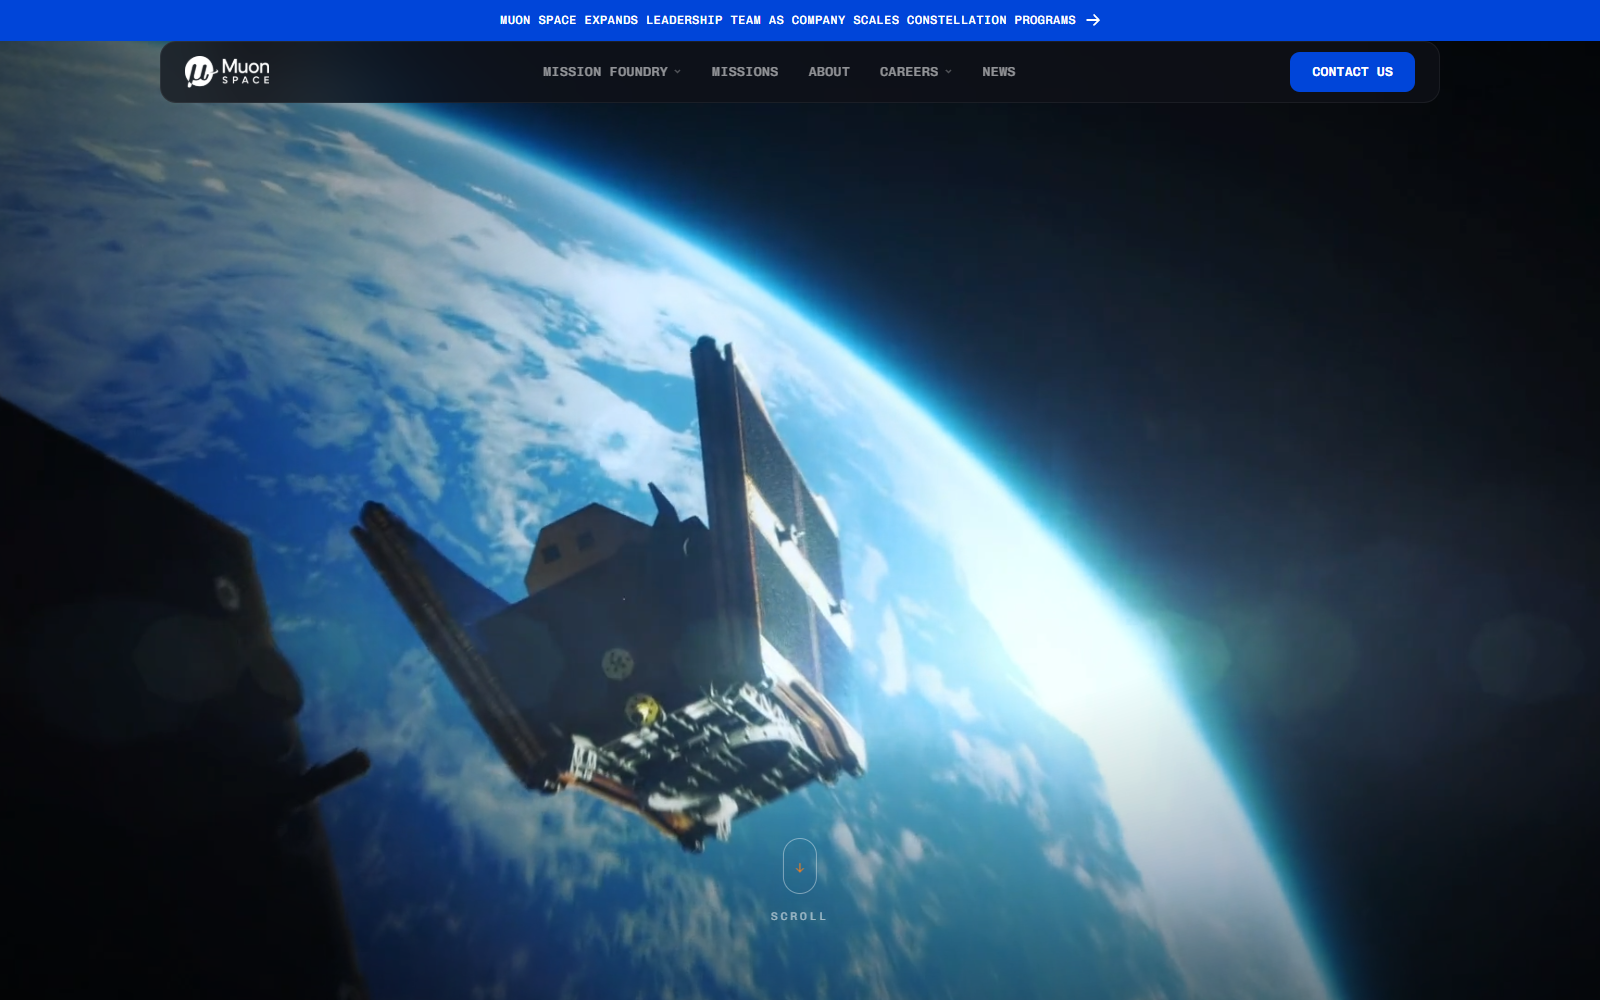 MUON SPACE EXPANDS LEADERSHIP TEAM AS COMPANY SCALES CONSTELLATION PROGRAMS
Muon
SPACE
MISSION FOUNDRY
MISSIONS
ABOUT
CAREERS
NEWS
CONTACT US
SCROLL